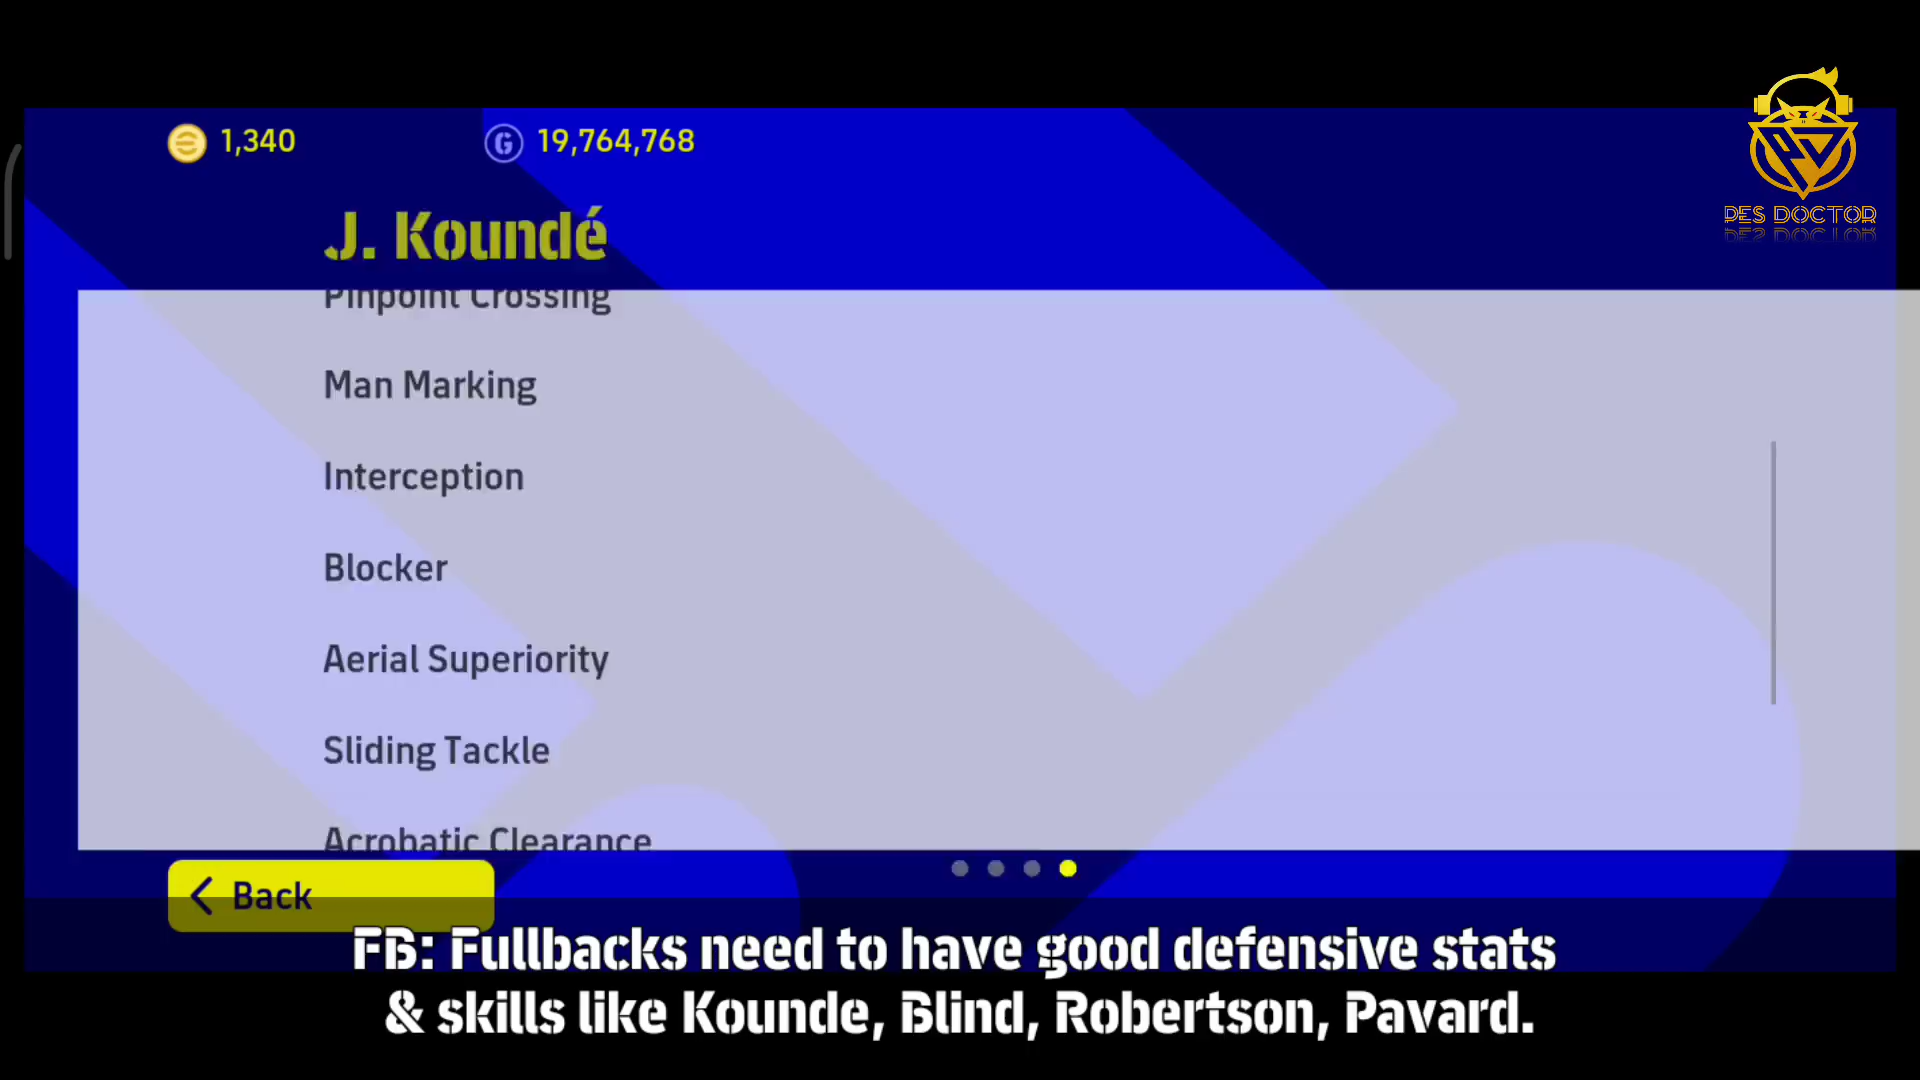 1,340
19,764,768
PES DOCTOR
J. Koundé
Pinpoint Crossing
Man Marking
Interception
Blocker
Aerial Superiority
Sliding Tackle
Acrobatic Clearance
Back
FB: Fullbacks need to have good defensive stats
& skills like Kounde, Blind, Robertson, Pavard.